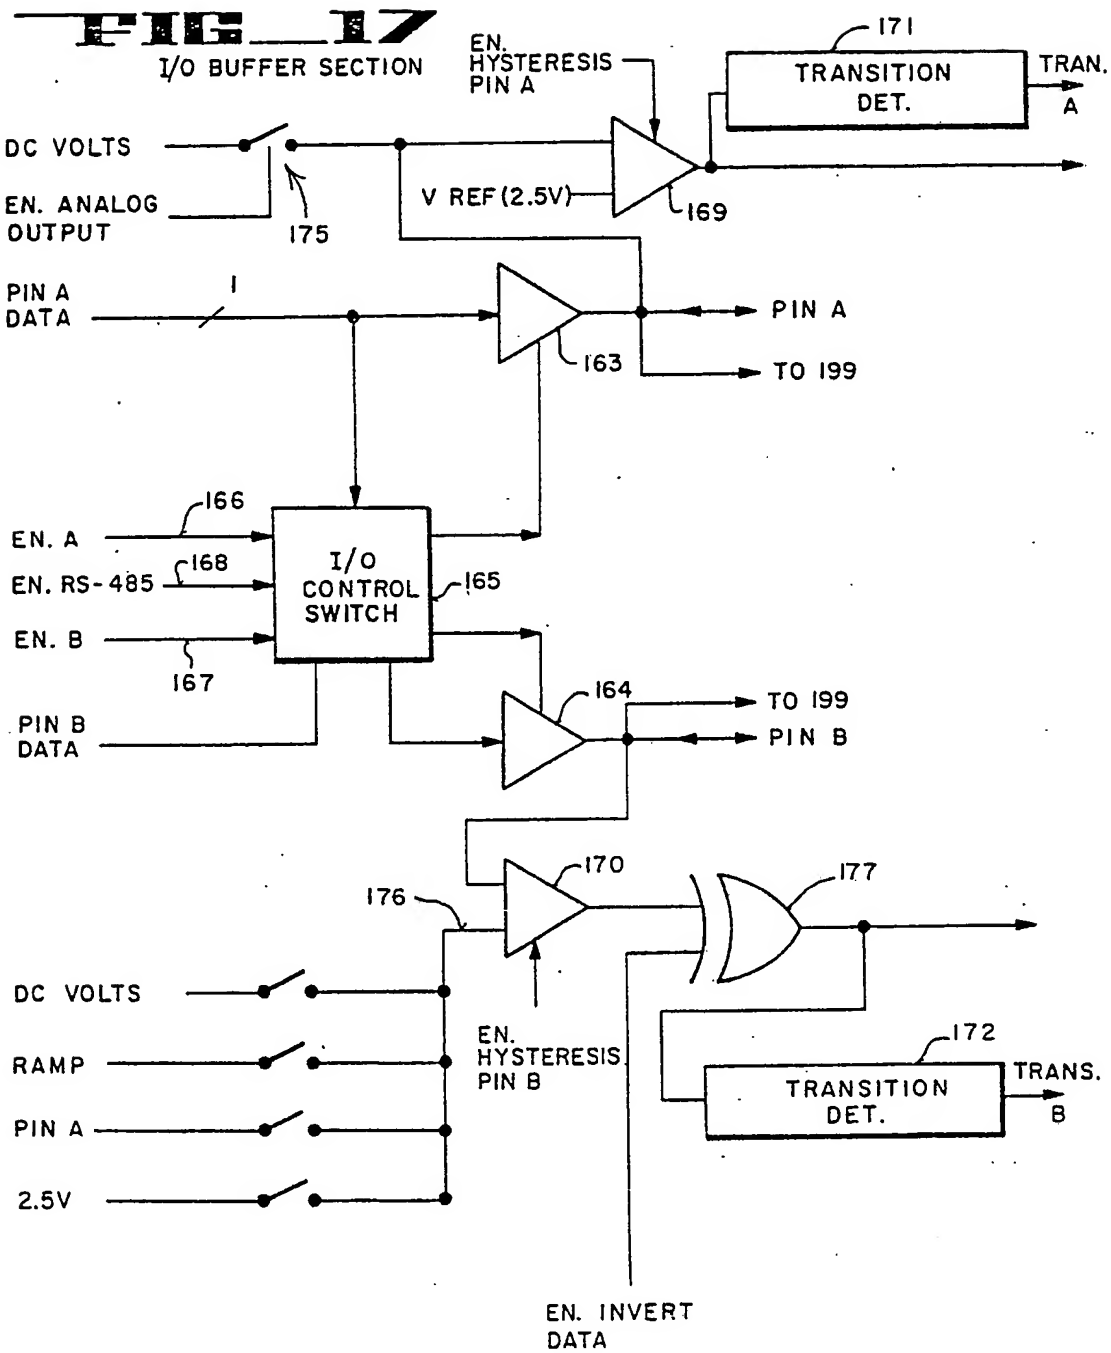 FIG__17
I/O BUFFER SECTION
EN.
HYSTERESIS
PIN A
171
TRANSITION
DET.
TRAN.
A
DC VOLTS
EN. ANALOG
OUTPUT
175
V REF (2.5V)
169
PIN A
DATA
1
163
PIN A
TO 199
166
EN. A
168
EN. RS-485
EN. B
167
I/O
CONTROL
SWITCH
165
PIN B
DATA
164
TO 199
PIN B
170
176
177
DC VOLTS
RAMP
PIN A
2.5V
EN.
HYSTERESIS
PIN B
172
TRANSITION
DET.
TRANS.
B
EN. INVERT
DATA